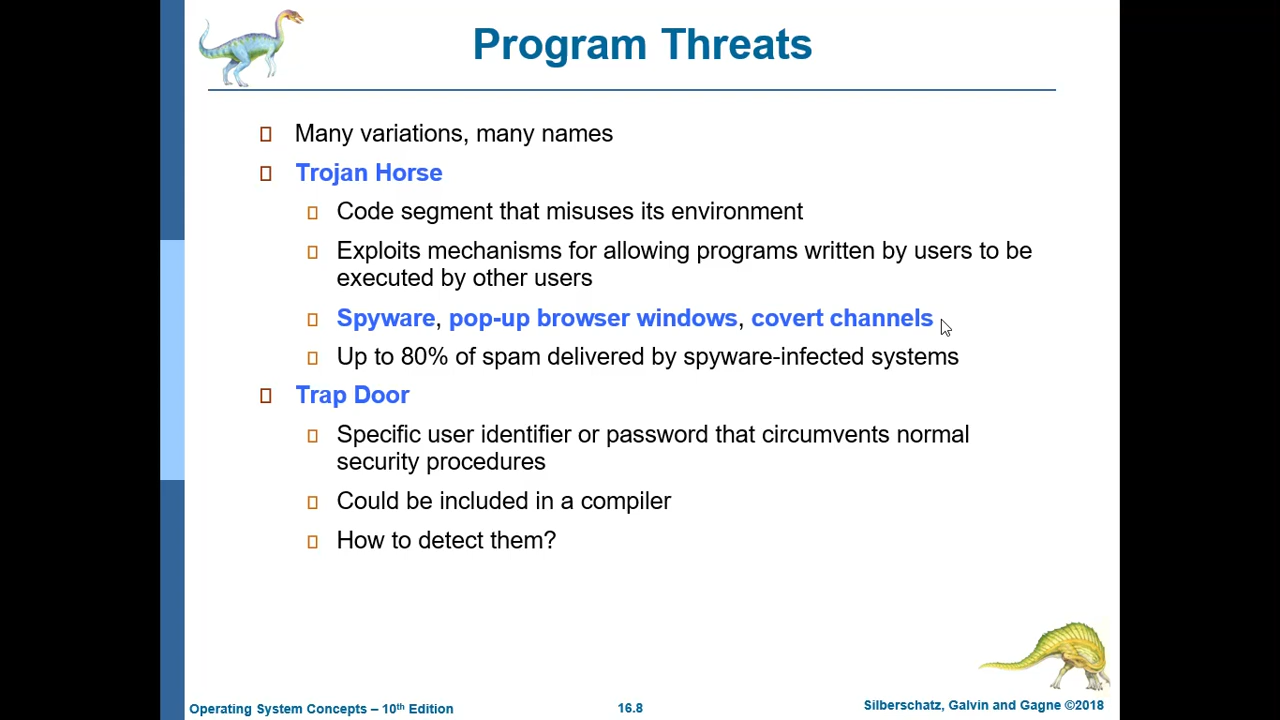 Program Threats
Many variations, many names
Trojan Horse
Code segment that misuses its environment
Exploits mechanisms for allowing programs written by users to be
executed by other users
Spyware, pop-up browser windows, covert channels
Up to 80% of spam delivered by spyware-infected systems
Trap Door
Specific user identifier or password that circumvents normal
security procedures
Could be included in a compiler
How to detect them?
Operating System Concepts – 10th Edition
16.8
Silberschatz, Galvin and Gagne ©2018